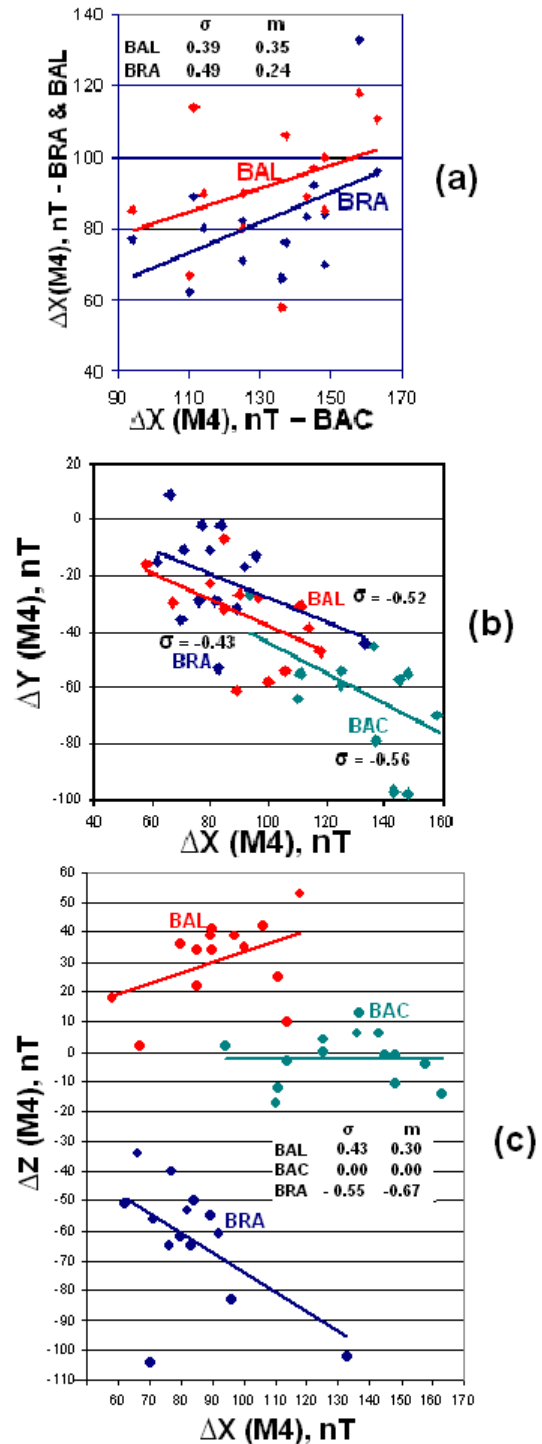 σ m
BAL 0.39 0.35
BRA 0.49 0.24
ΔX(M4), nT - BRA & BAL
140
120
100
80
60
40
BAL
BRA
(a)
90 110 130 150 170
ΔX (M4), nT – BAC
ΔY (M4), nT
20
0
-20
-40
-60
-80
-100
BAL
σ = -0.52
σ = -0.43
BRA
BAC
σ = -0.56
(b)
40 60 80 100 120 140 160
ΔX (M4), nT
ΔZ (M4), nT
60
50
40
30
20
10
0
-10
-20
-30
-40
-50
-60
-70
-80
-90
-100
-110
BAL
BAC
σ m
BAL 0.43 0.30
BAC 0.00 0.00
BRA - 0.55 -0.67
BRA
(c)
60 70 80 90 100 110 120 130 140 150 160 170
ΔX (M4), nT